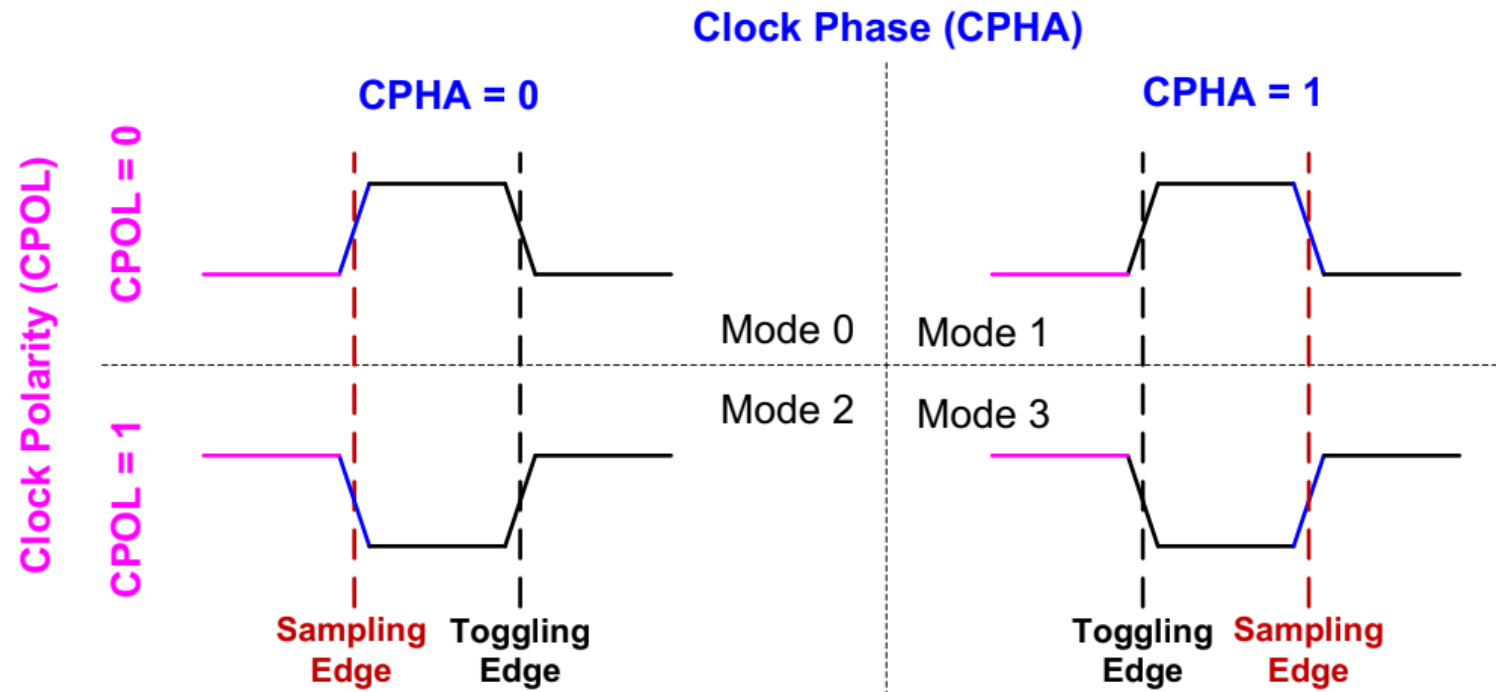 Clock Phase (CPHA)
CPHA = 0
CPHA = 1
Clock Polarity (CPOL)
CPOL = 0
CPOL = 1
Mode 0
Mode 1
Mode 2
Mode 3
Sampling
Edge
Toggling
Edge
Toggling
Edge
Sampling
Edge